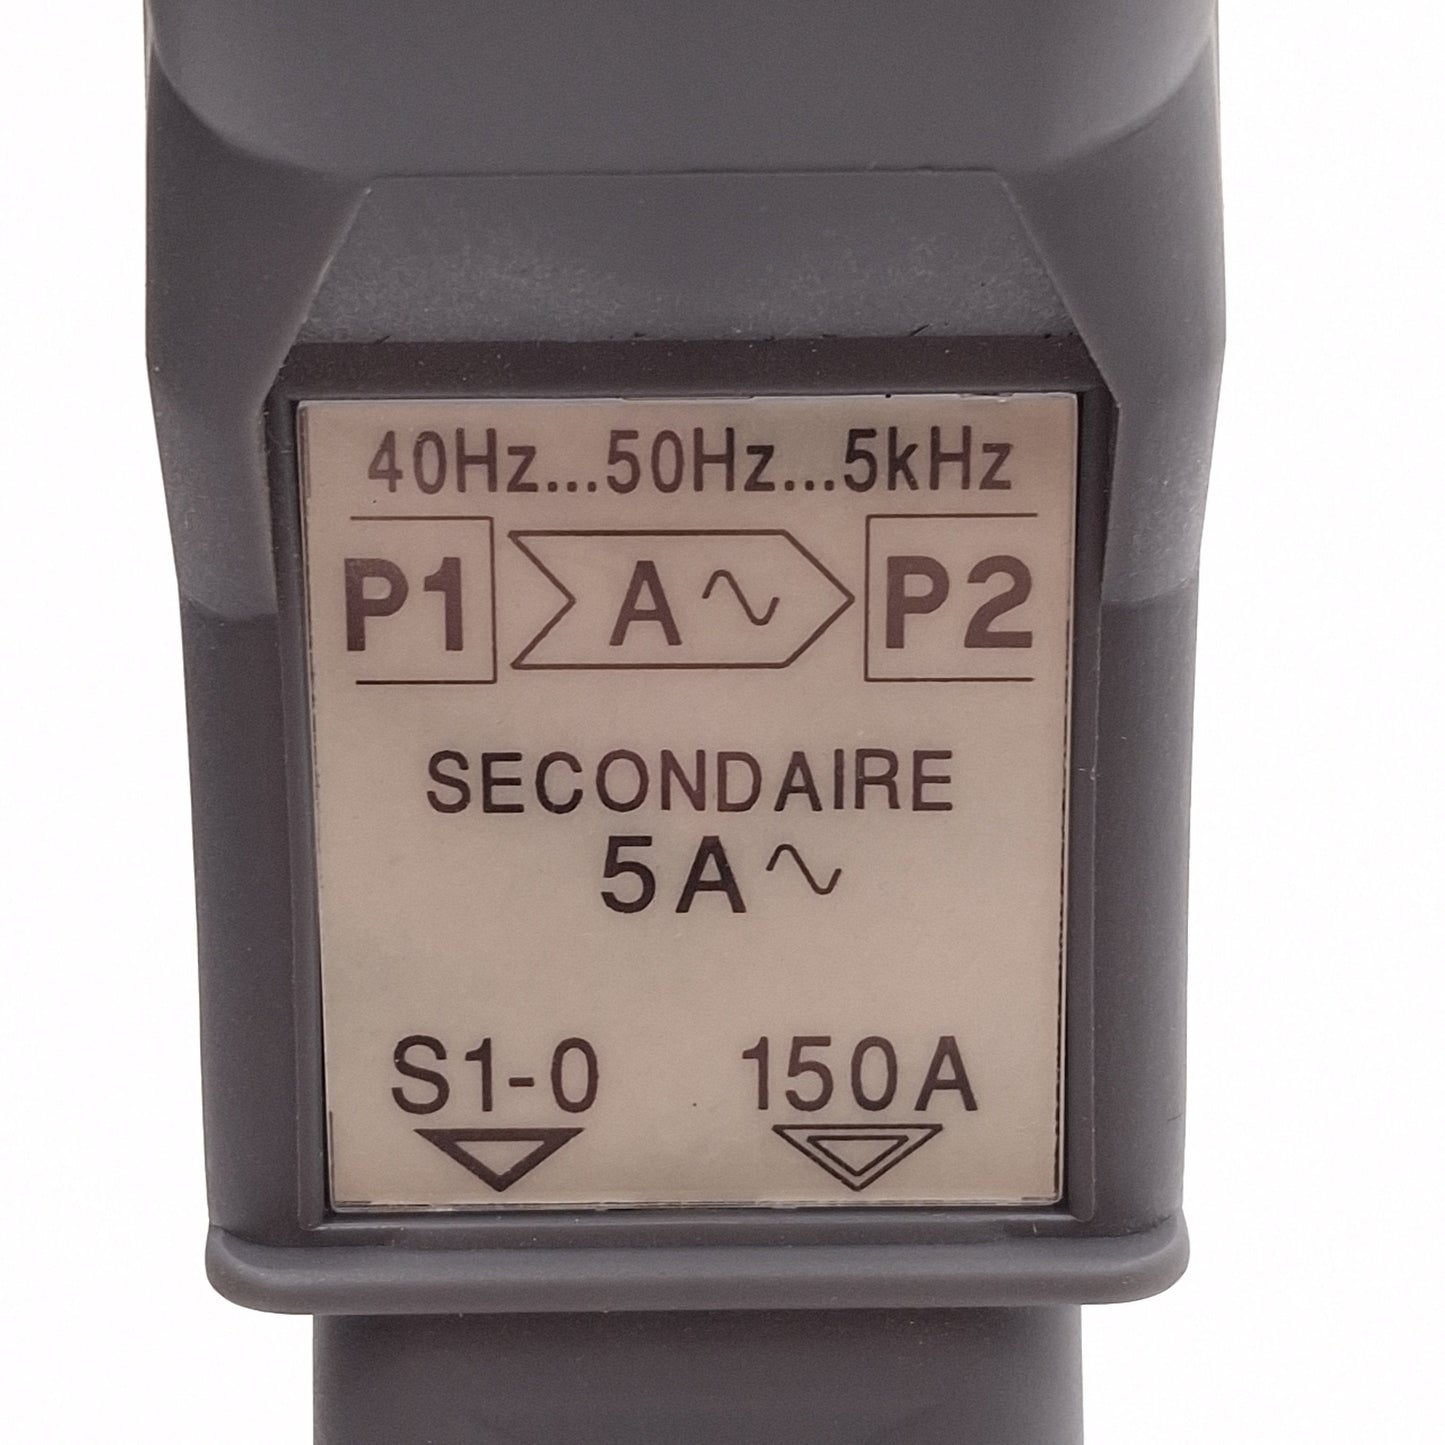 40Hz...50Hz...5kHz
P1 A∿ P2
SECONDAIRE
5A∿
S1-0 150A